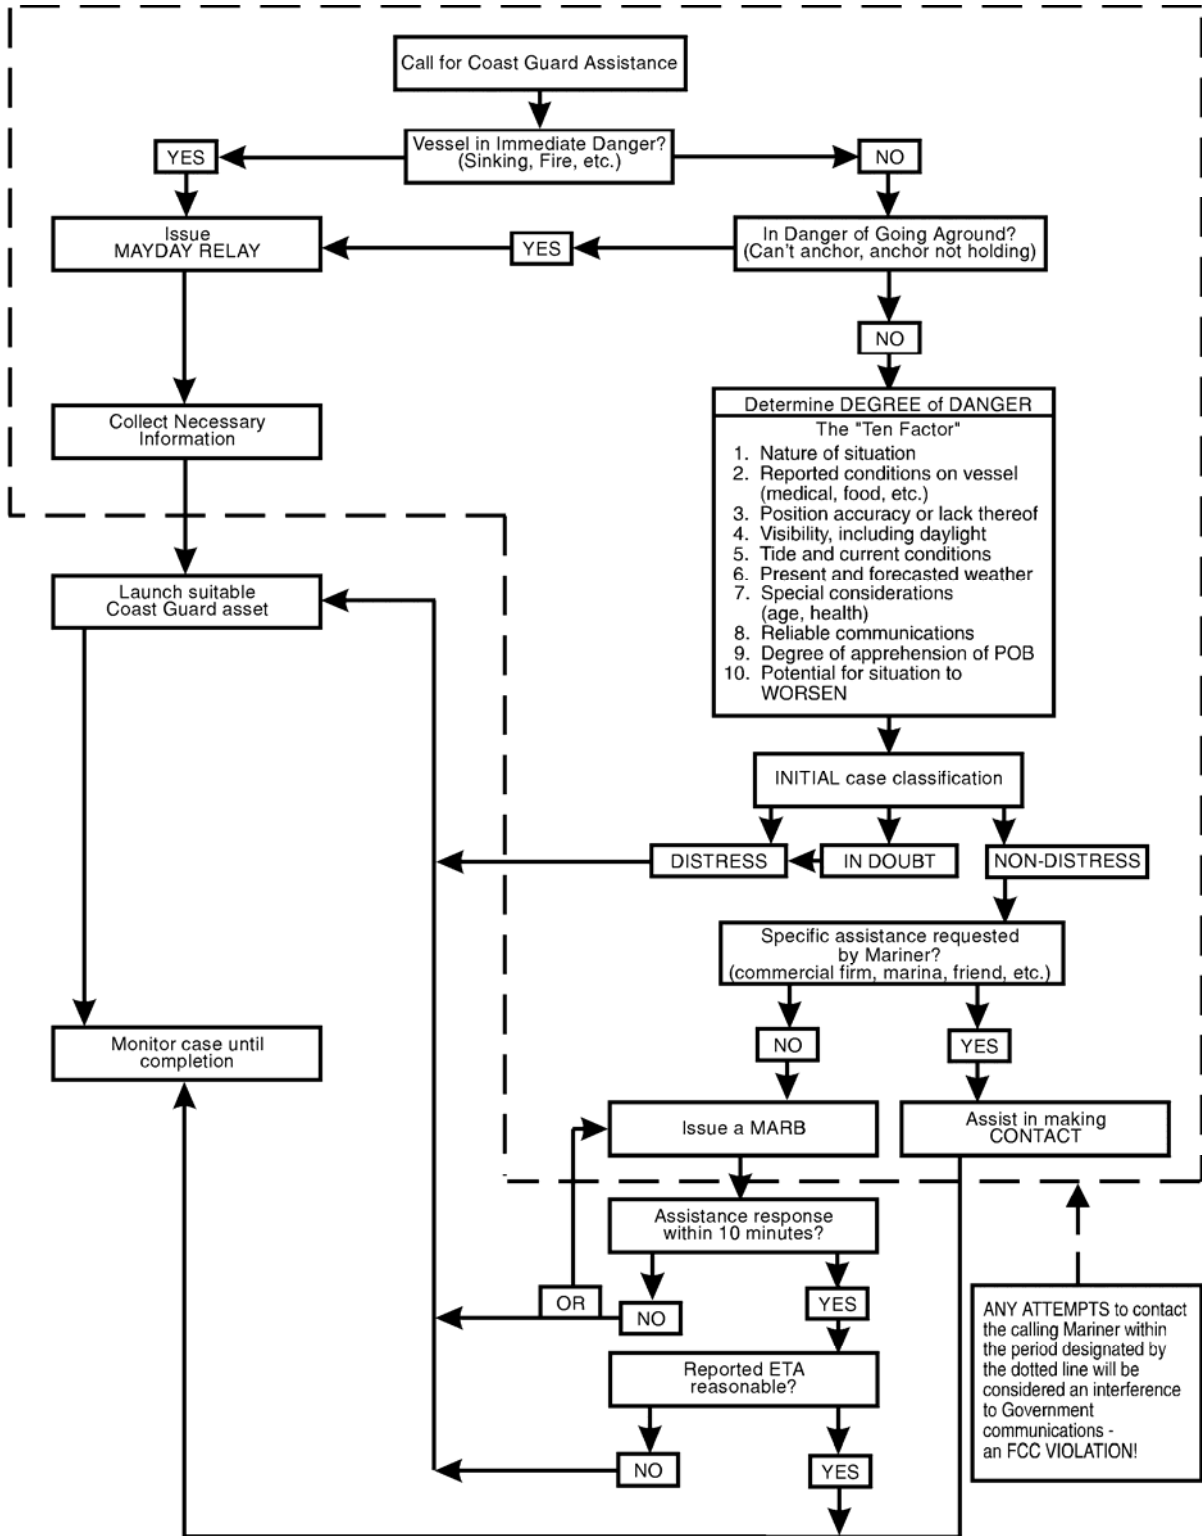 Call for Coast Guard Assistance
Vessel in Immediate Danger?
(Sinking, Fire, etc.)
YES
NO
Issue
MAYDAY RELAY
YES
In Danger of Going Aground?
(Can't anchor, anchor not holding)
NO
Collect Necessary
Information
Determine DEGREE of DANGER
The "Ten Factor"
1. Nature of situation
2. Reported conditions on vessel
(medical, food, etc.)
3. Position accuracy or lack thereof
4. Visibility, including daylight
5. Tide and current conditions
6. Present and forecasted weather
7. Special considerations
(age, health)
8. Reliable communications
9. Degree of apprehension of POB
10. Potential for situation to
WORSEN
Launch suitable
Coast Guard asset
INITIAL case classification
DISTRESS
IN DOUBT
NON-DISTRESS
Specific assistance requested
by Mariner?
(commercial firm, marina, friend, etc.)
NO
YES
Monitor case until
completion
Issue a MARB
Assist in making
CONTACT
Assistance response
within 10 minutes?
OR
NO
YES
Reported ETA
reasonable?
NO
YES
ANY ATTEMPTS to contact
the calling Mariner within
the period designated by
the dotted line will be
considered an interference
to Government
communications -
an FCC VIOLATION!